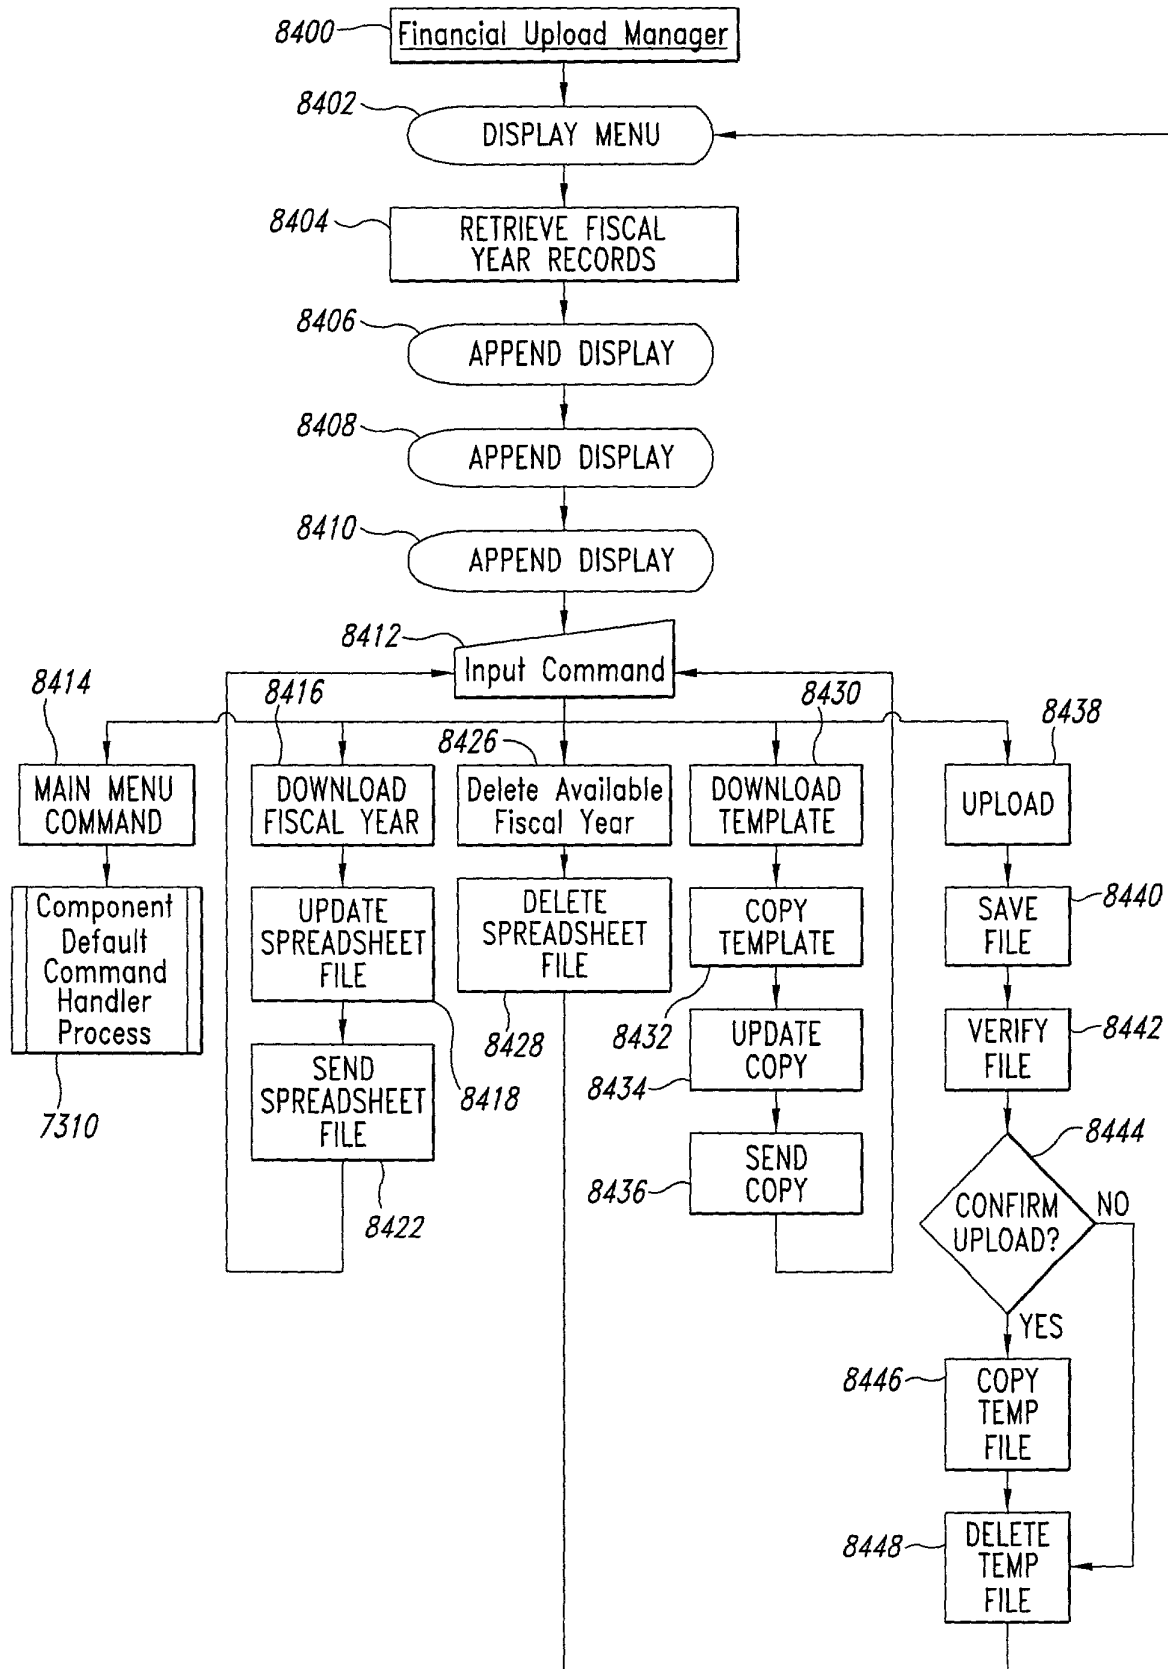 8400
Financial Upload Manager
8402
DISPLAY MENU
8404
RETRIEVE FISCAL
YEAR RECORDS
8406
APPEND DISPLAY
8408
APPEND DISPLAY
8410
APPEND DISPLAY
8412
Input Command
8414
MAIN MENU
COMMAND
Component
Default
Command
Handler
Process
7310
8416
DOWNLOAD
FISCAL YEAR
UPDATE
SPREADSHEET
FILE
8418
SEND
SPREADSHEET
FILE
8422
8426
Delete Available
Fiscal Year
DELETE
SPREADSHEET
FILE
8428
8430
DOWNLOAD
TEMPLATE
COPY
TEMPLATE
8432
UPDATE
COPY
8434
SEND
COPY
8436
8438
UPLOAD
SAVE
FILE
8440
VERIFY
FILE
8442
8444
CONFIRM
UPLOAD?
NO
YES
8446
COPY
TEMP
FILE
8448
DELETE
TEMP
FILE